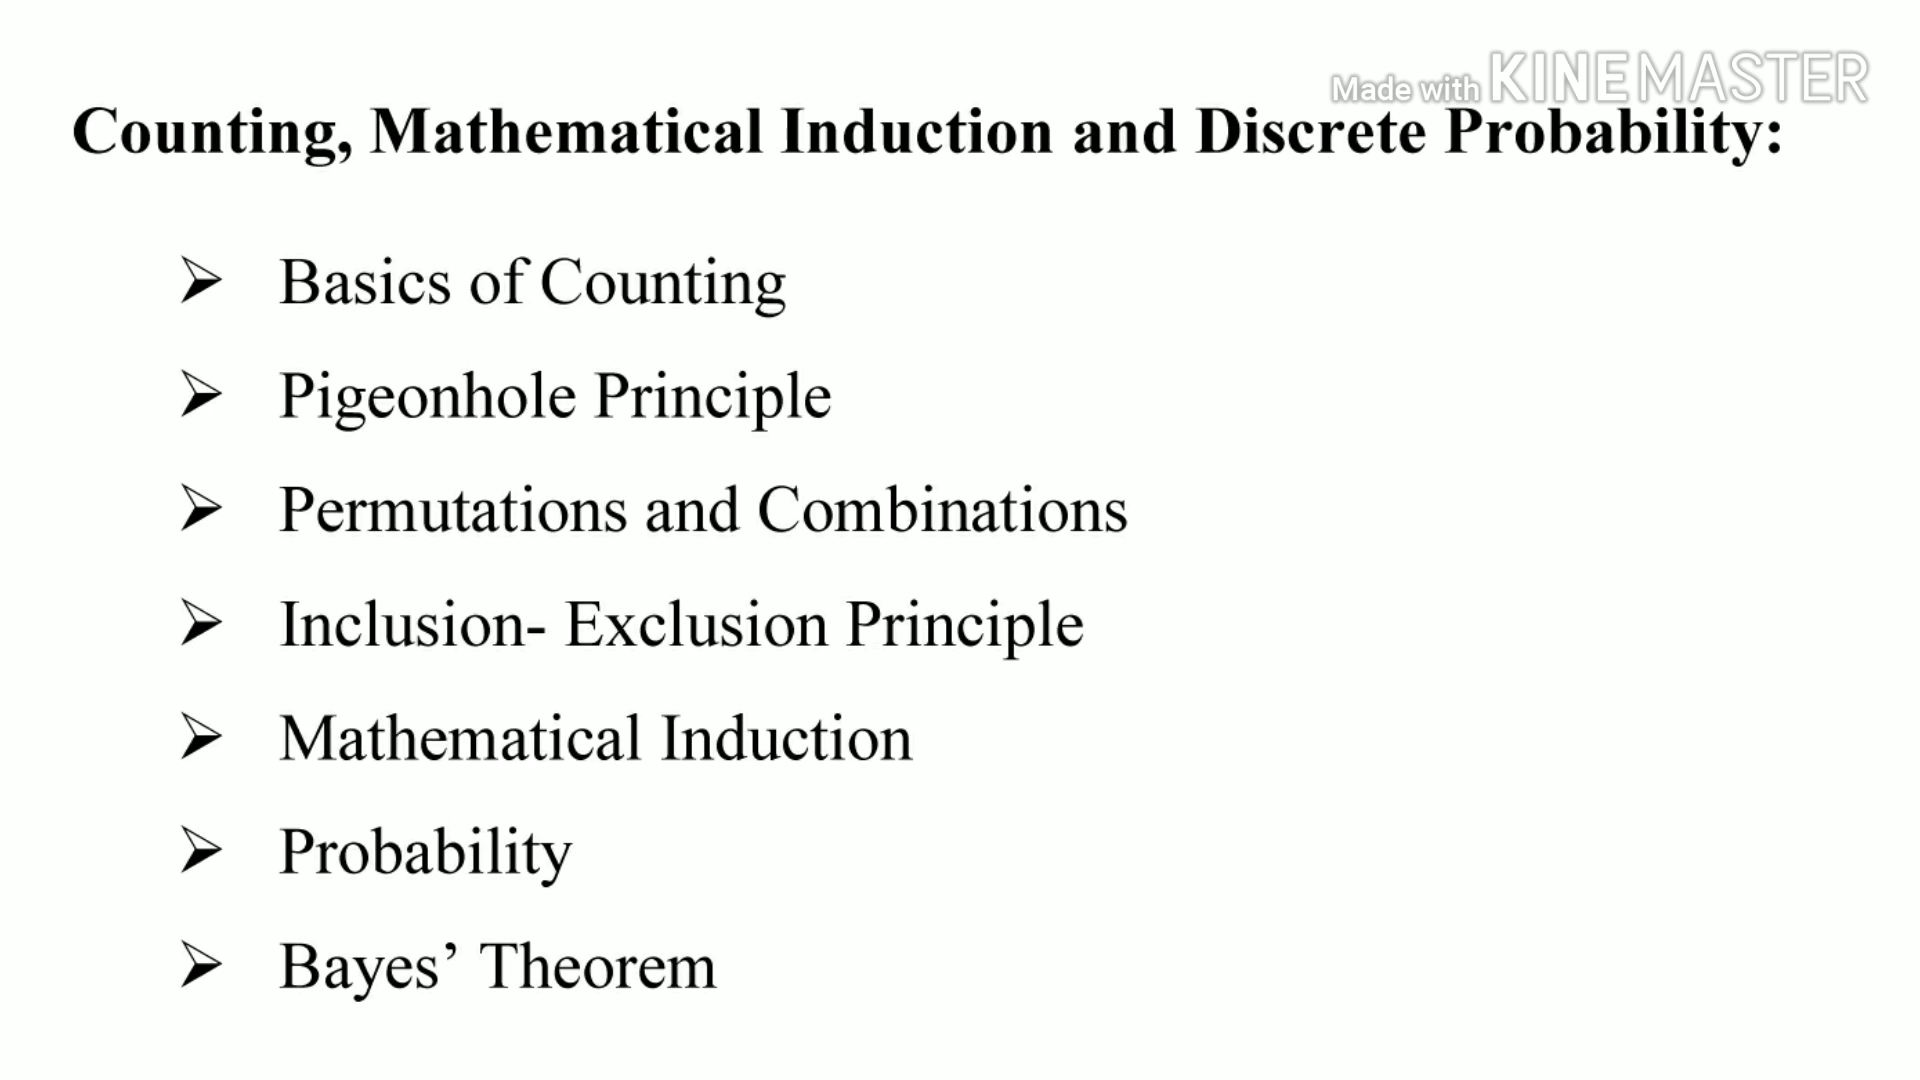 Made with KINEMASTER
Counting, Mathematical Induction and Discrete Probability:
➢ Basics of Counting
➢ Pigeonhole Principle
➢ Permutations and Combinations
➢ Inclusion- Exclusion Principle
➢ Mathematical Induction
➢ Probability
➢ Bayes’ Theorem